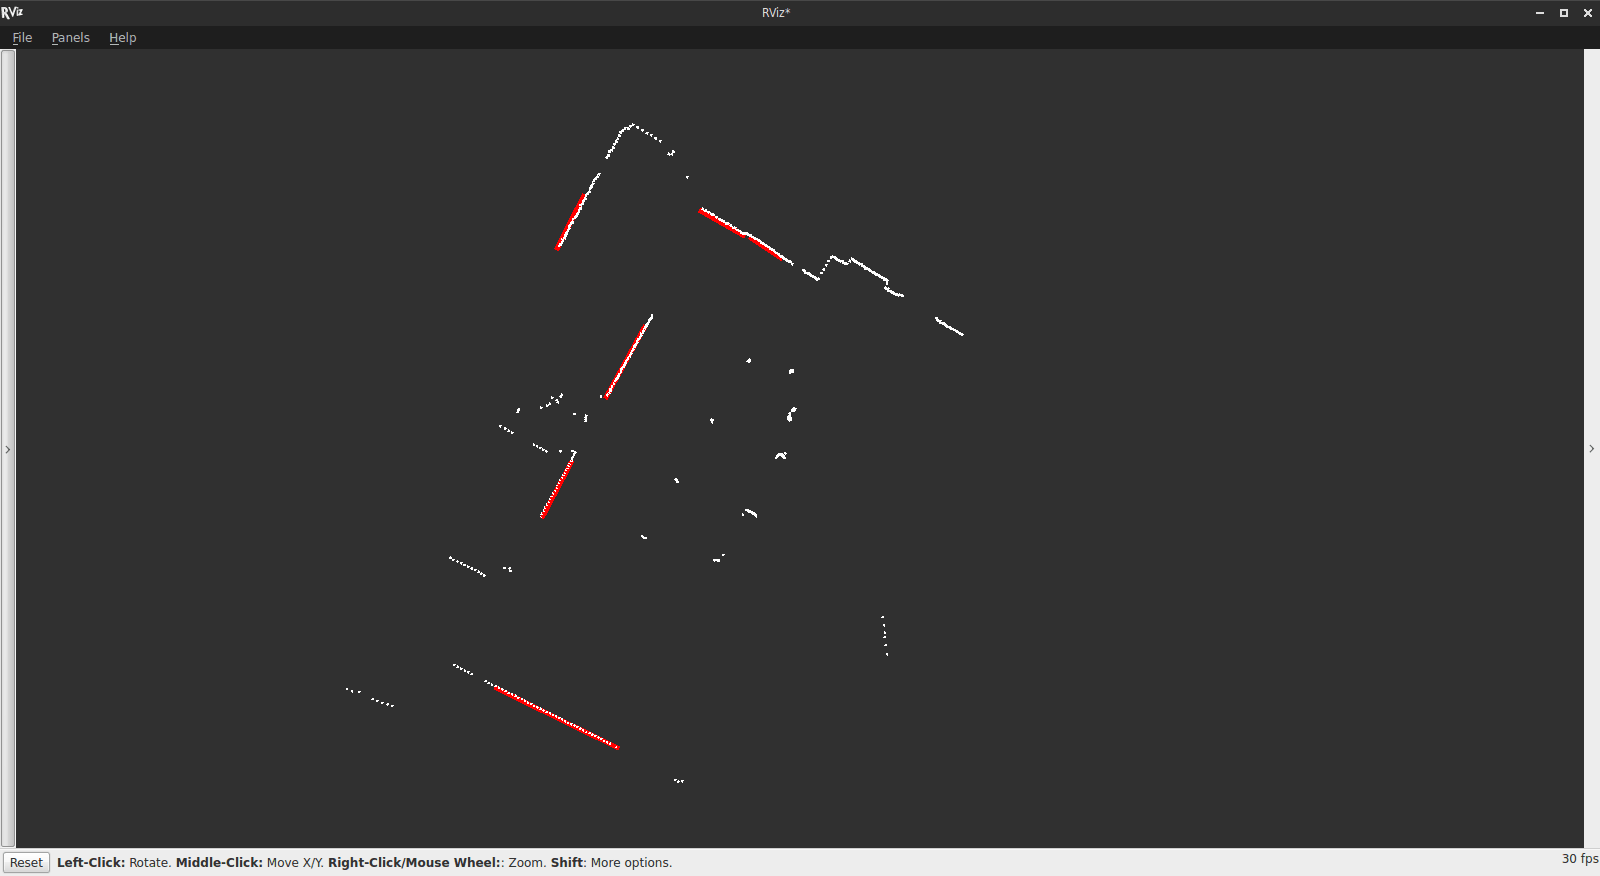 RViz
RViz*
File Panels Help
Reset Left-Click: Rotate. Middle-Click: Move X/Y. Right-Click/Mouse Wheel:: Zoom. Shift: More options. 30 fps